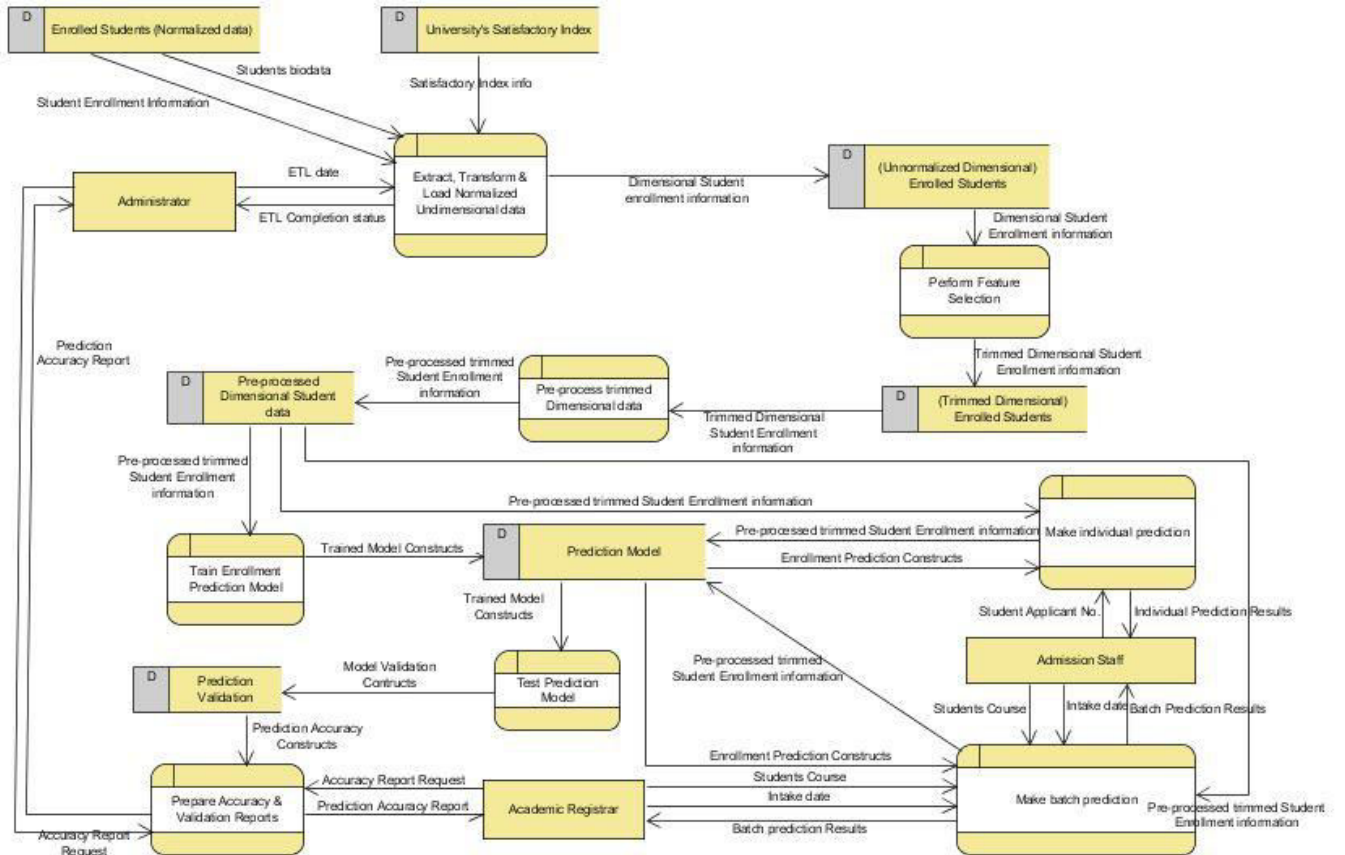 D
Enrolled Students (Normalized data)
D
University's Satisfactory Index
Students biodata
Satisfactory Index info
Student Enrollment Information
Extract, Transform &
Load Normalized
Undimensional data
Administrator
ETL date
ETL Completion status
Dimensional Student
enrollment information
D
(Unnormalized Dimensional)
Enrolled Students
Dimensional Student
Enrollment information
Perform Feature
Selection
Trimmed Dimensional Student
Enrollment information
D
(Trimmed Dimensional)
Enrolled Students
Trimmed Dimensional
Student Enrollment
information
Pre-process trimmed
Dimensional data
Pre-processed trimmed
Student Enrollment
information
D
Pre-processed
Dimensional Student
data
Prediction
Accuracy Report
Pre-processed trimmed
Student Enrollment
information
Pre-processed trimmed Student Enrollment information
Make individual prediction
Pre-processed trimmed Student Enrollment information
Enrollment Prediction Constructs
Train Enrollment
Prediction Model
Trained Model Constructs
D
Prediction Model
Trained Model
Constructs
Student Applicant No.
Individual Prediction Results
Admission Staff
Pre-processed trimmed
Student Enrollment information
Model Validation
Contructs
Test Prediction
Model
D
Prediction
Validation
Students Course
Intake date
Batch Prediction Results
Prediction Accuracy
Constructs
Enrollment Prediction Constructs
Accuracy Report Request
Students Course
Prepare Accuracy &
Validation Reports
Prediction Accuracy Report
Academic Registrar
Intake date
Make batch prediction
Pre-processed trimmed Student
Enrollment information
Batch prediction Results
Accuracy Report
Request